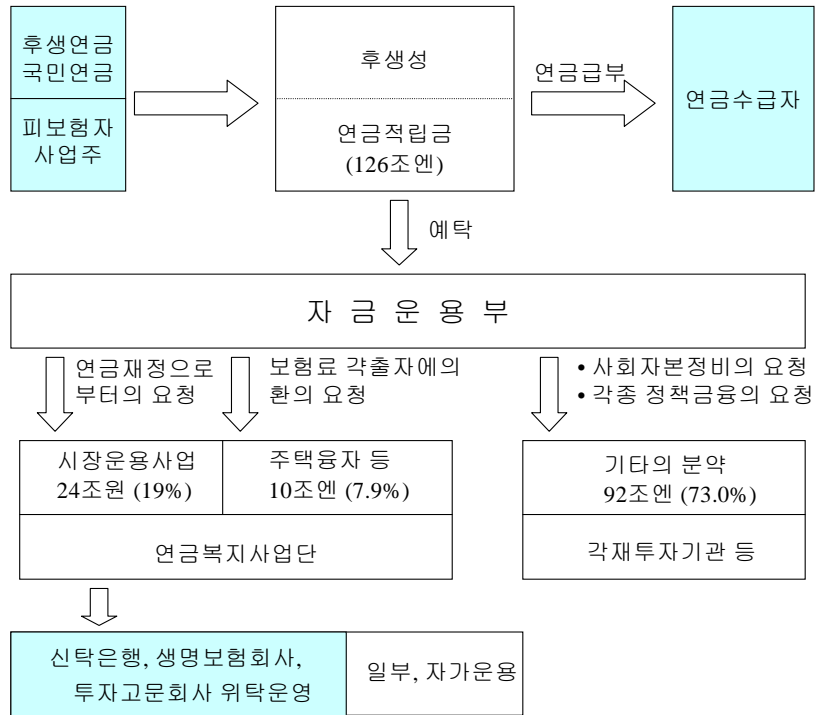 후생연금
국민연금
피보험자
사업주
후생성
연금적립금
(126조엔)
연금급부
연금수급자
예탁
자 금 운 용 부
연금재정으로
부터의 요청
보험료 갹출자에의
환의 요청
• 사회자본정비의 요청
• 각종 정책금융의 요청
시장운용사업
24조원 (19%)
주택융자 등
10조엔 (7.9%)
연금복지사업단
기타의 분약
92조엔 (73.0%)
각재투자기관 등
신탁은행, 생명보험회사,
투자고문회사 위탁운영
일부, 자가운용